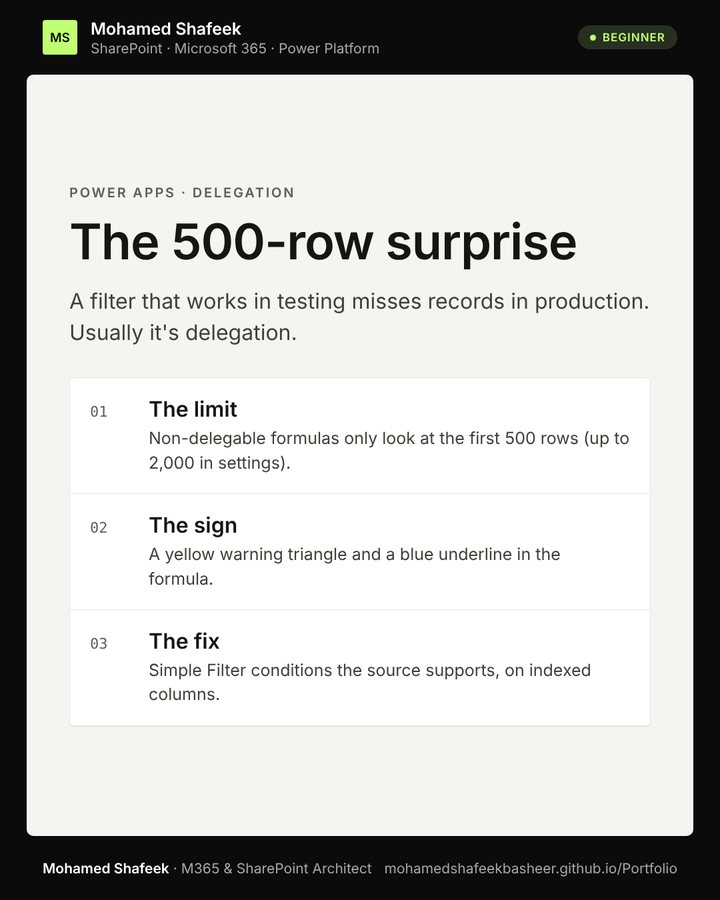 MS
Mohamed Shafeek
SharePoint · Microsoft 365 · Power Platform
BEGINNER
POWER APPS · DELEGATION
The 500-row surprise
A filter that works in testing misses records in production.
Usually it's delegation.
01
The limit
Non-delegable formulas only look at the first 500 rows (up to
2,000 in settings).
02
The sign
A yellow warning triangle and a blue underline in the
formula.
03
The fix
Simple Filter conditions the source supports, on indexed
columns.
Mohamed Shafeek · M365 & SharePoint Architect
mohamedshafeekbasheer.github.io/Portfolio